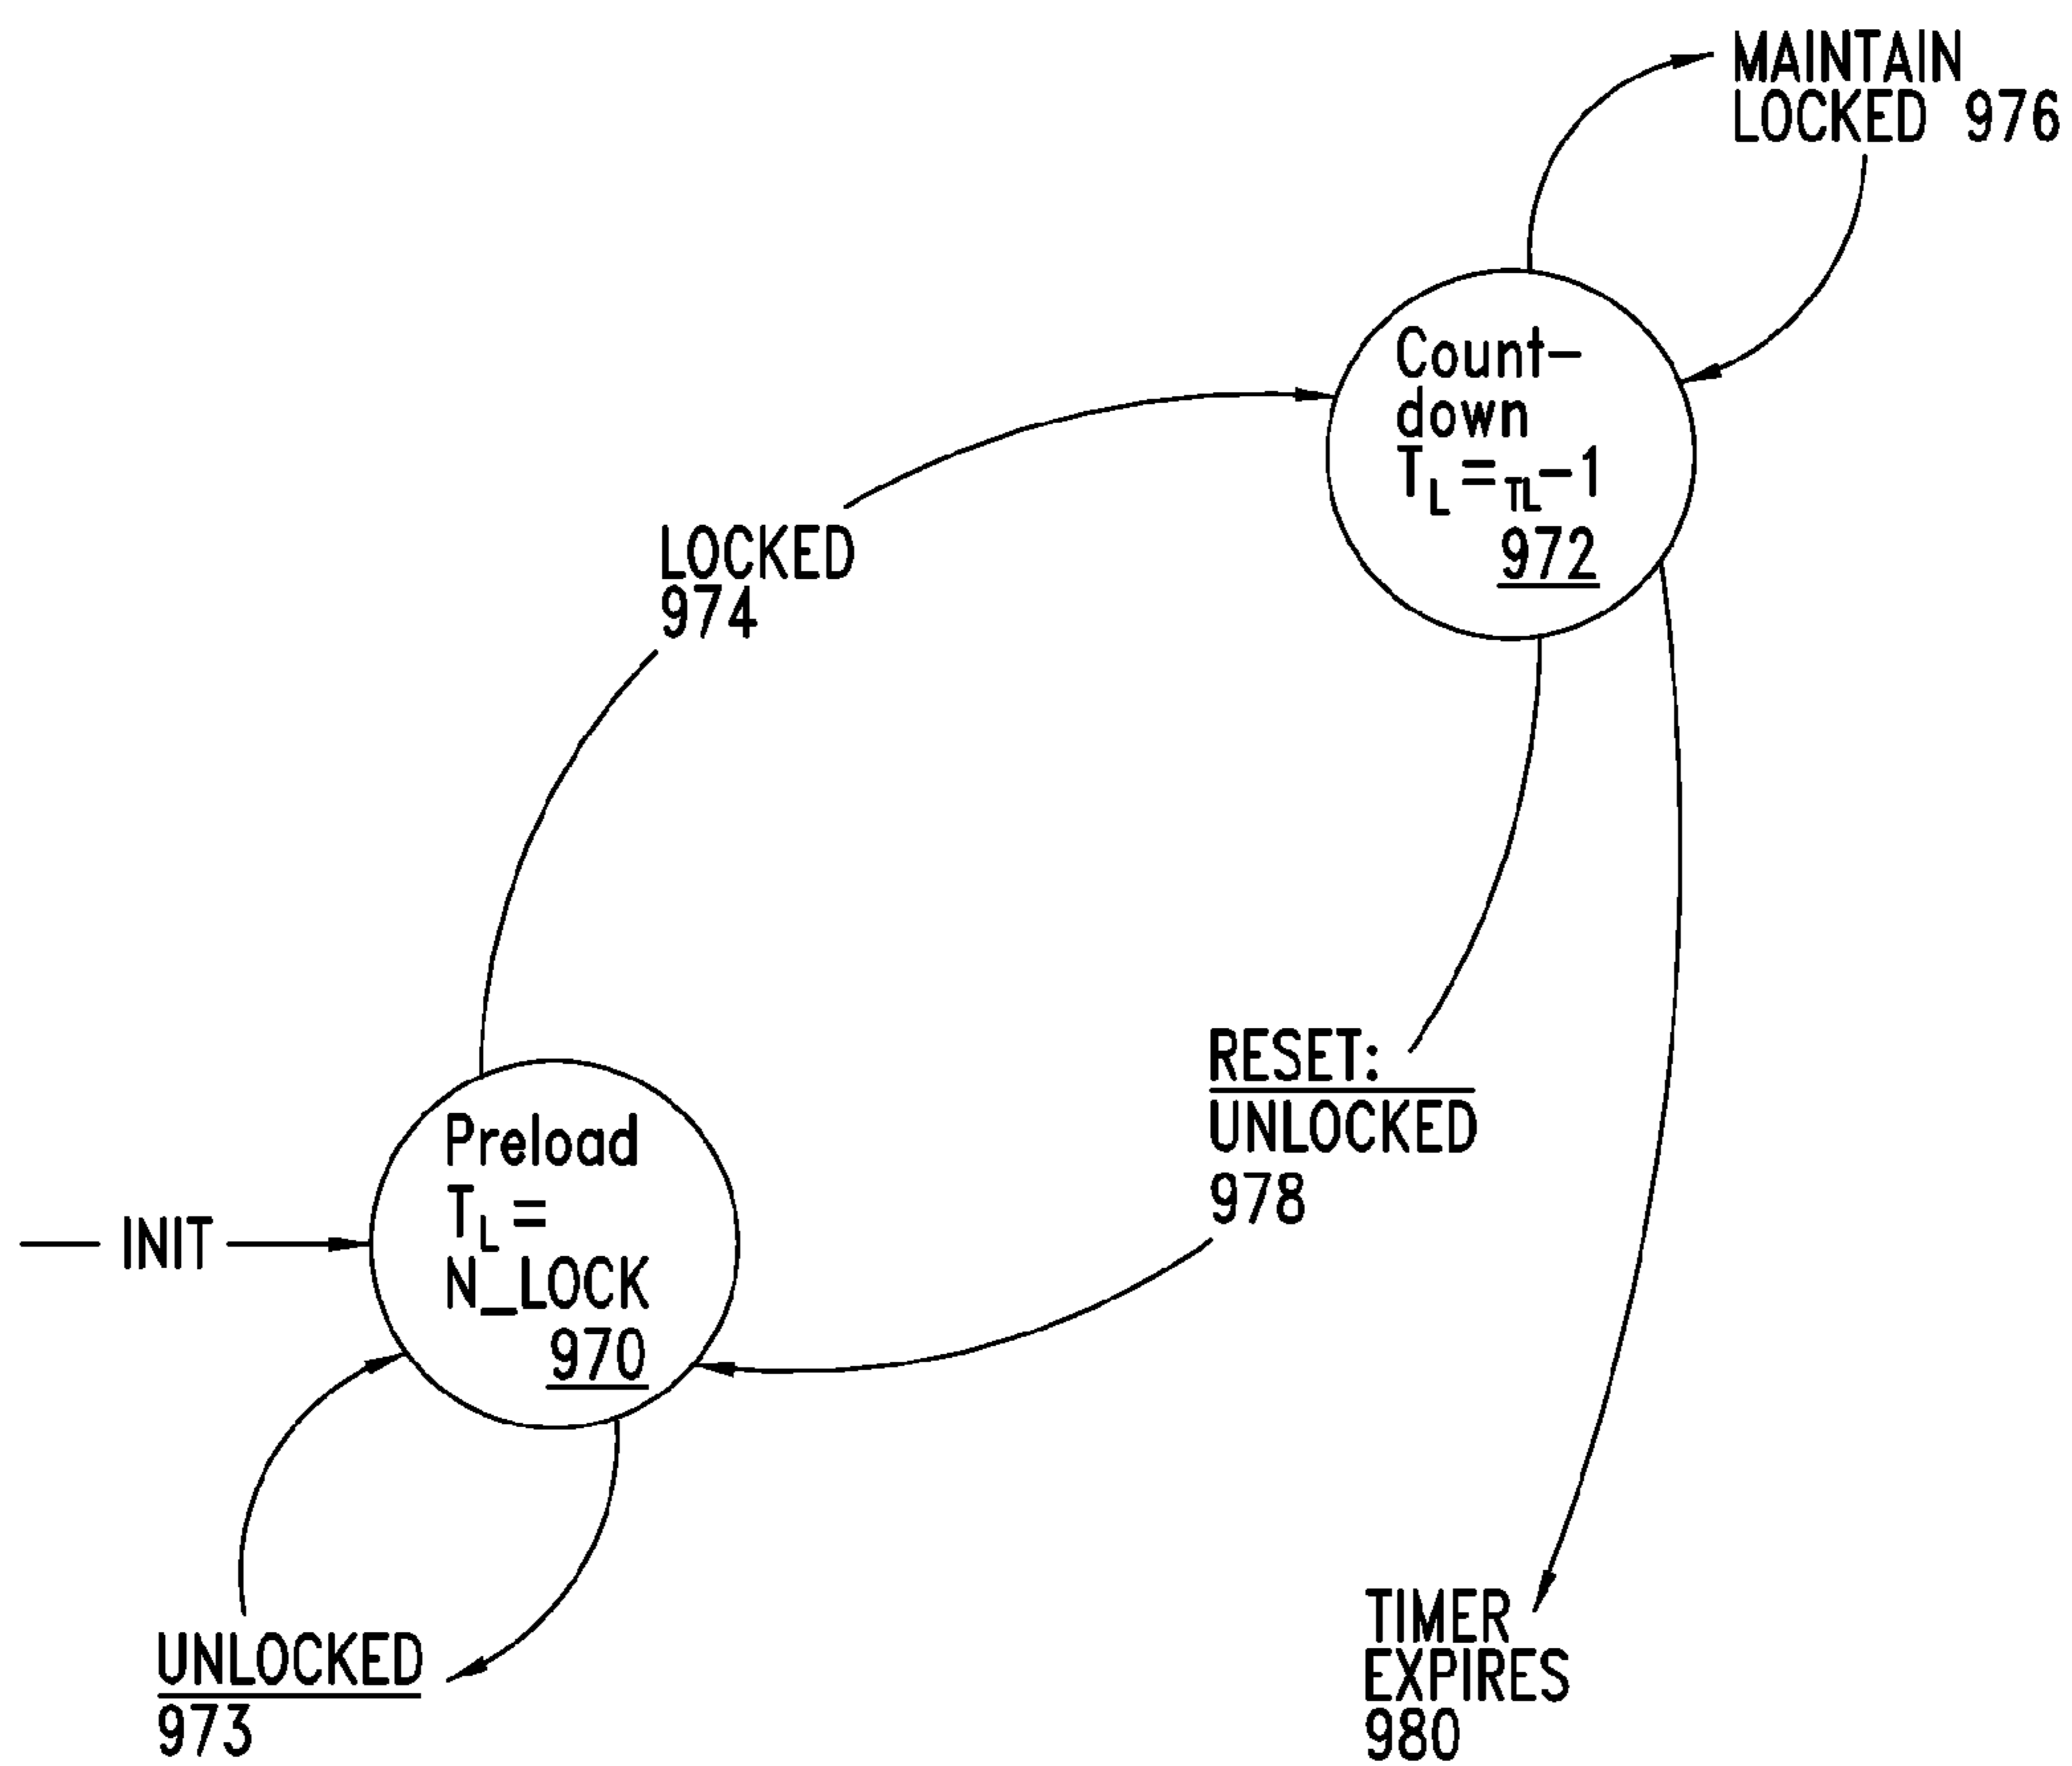 MAINTAIN
LOCKED 976
Count-
down
T_L=TL-1
972
LOCKED
974
RESET:
UNLOCKED
978
Preload
T_L=
N_LOCK
970
INIT
UNLOCKED
973
TIMER
EXPIRES
980